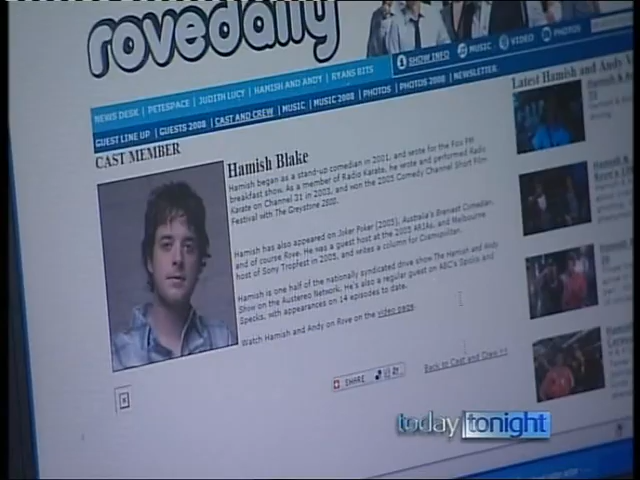 rovedaily
NEWS DESK | PETESPACE | JUDITH LUCY | HAMISH AND ANDY | RYANS BITS
SHOW INFO MUSIC VIDEO PHOTOS
GUEST LINE UP | GUESTS 2008 | CAST AND CREW | MUSIC | MUSIC 2008 | PHOTOS | PHOTOS 2008 | NEWSLETTER
CAST MEMBER
Hamish Blake
Hamish began as a stand-up comedian in 2001, and wrote for the Fox FM
breakfast show. As a member of Radio Karate, he wrote and performed Radio
Karate on Channel 31 in 2003, and won the 2005 Comedy Channel Short Film
Festival with The Greystone 2000.
Hamish has also appeared on Joker Poker (2005), Australia's Brainiest Comedian,
and of course Rove. He was a guest host at the 2005 ARIAs, and Melbourne
host of Sony Tropfest in 2005, and writes a column for Cosmopolitan.
Hamish is one half of the nationally syndicated drive show The Hamish and Andy
Show on the Austereo Network. He's also a regular guest on ABC's Spicks and
Specks, with appearances on 14 episodes to date.
Watch Hamish and Andy on Rove on the video page.
SHARE
Back to Cast and Crew >>
Latest Hamish and Andy V
today tonight